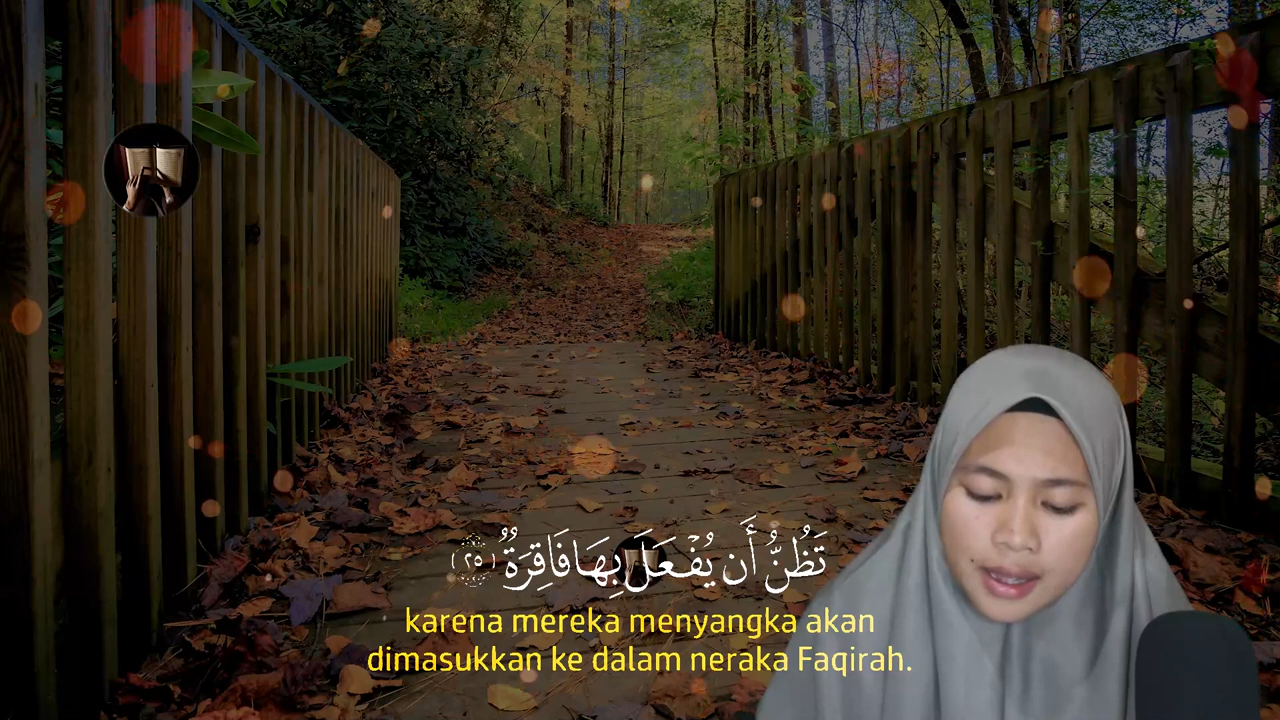 تَظُنُّ أَن يُفْعَلَ بِهَا فَاقِرَةٌ ﴿٢٥﴾
karena mereka menyangka akan
dimasukkan ke dalam neraka Faqirah.